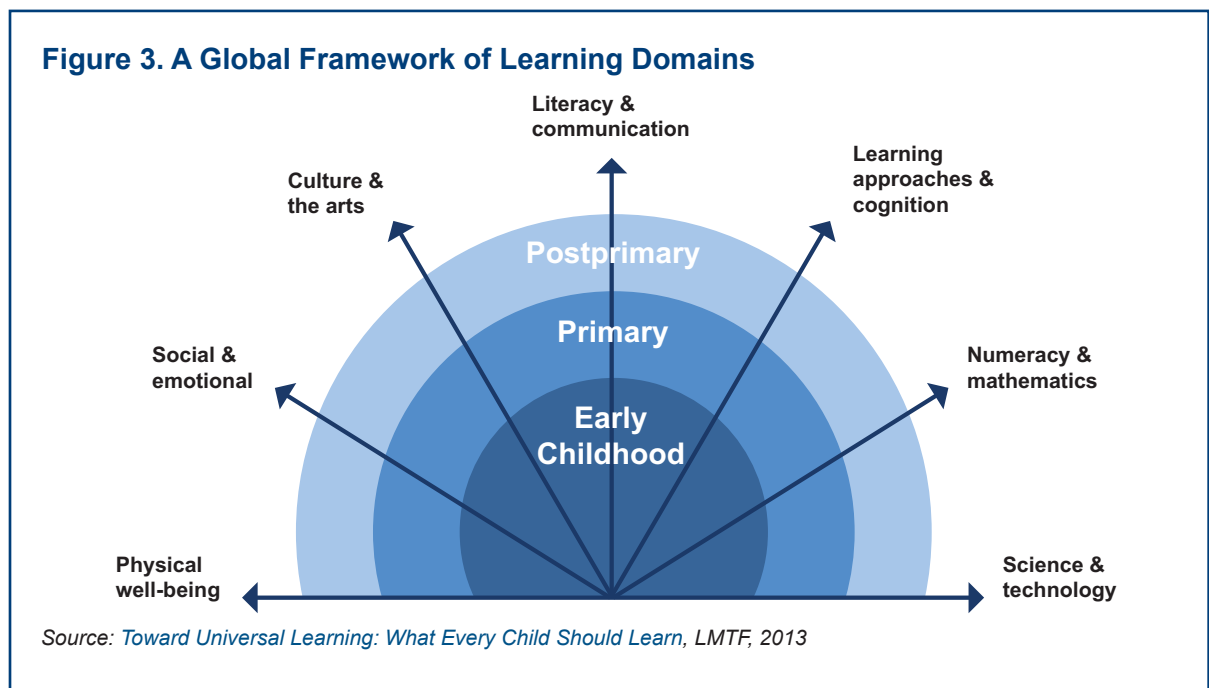 Figure 3. A Global Framework of Learning Domains
Literacy &
communication
Learning
approaches &
cognition
Culture &
the arts
Postprimary
Primary
Social &
emotional
Numeracy &
mathematics
Early
Childhood
Physical
well-being
Science &
technology
Source: Toward Universal Learning: What Every Child Should Learn, LMTF, 2013